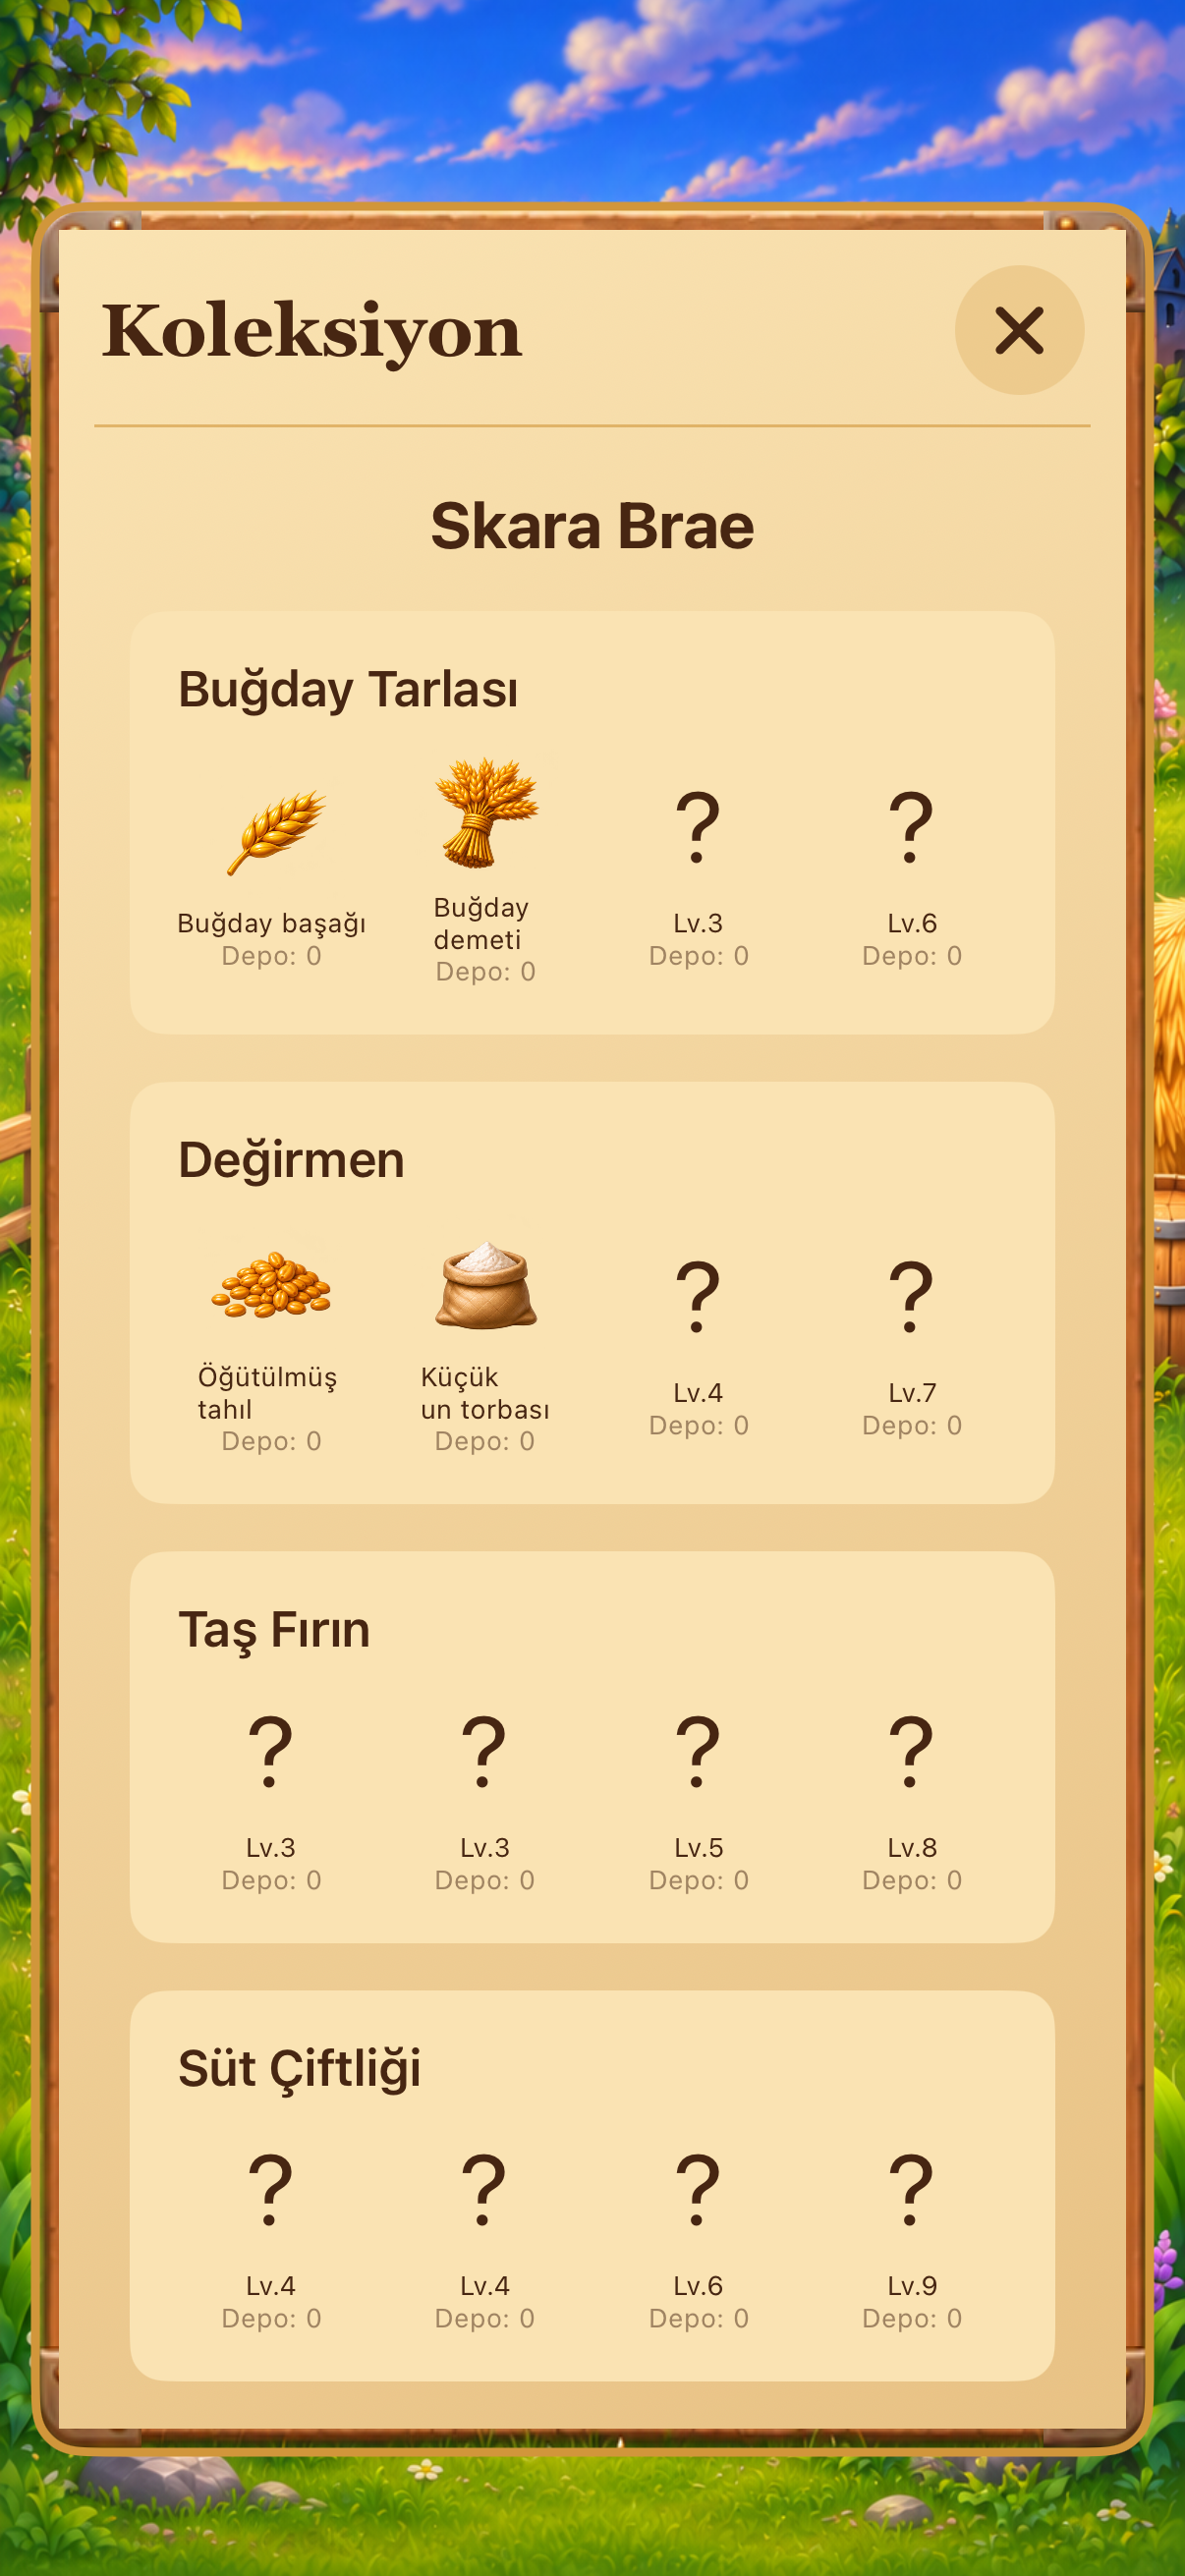 Koleksiyon
Skara Brae
Buğday Tarlası
?
?
Buğday başağı
Depo: 0
Buğday
demeti
Depo: 0
Lv.3
Depo: 0
Lv.6
Depo: 0
Değirmen
?
?
Öğütülmüş
tahıl
Depo: 0
Küçük
un torbası
Depo: 0
Lv.4
Depo: 0
Lv.7
Depo: 0
Taş Fırın
?
?
?
?
Lv.3
Depo: 0
Lv.3
Depo: 0
Lv.5
Depo: 0
Lv.8
Depo: 0
Süt Çiftliği
?
?
?
?
Lv.4
Depo: 0
Lv.4
Depo: 0
Lv.6
Depo: 0
Lv.9
Depo: 0